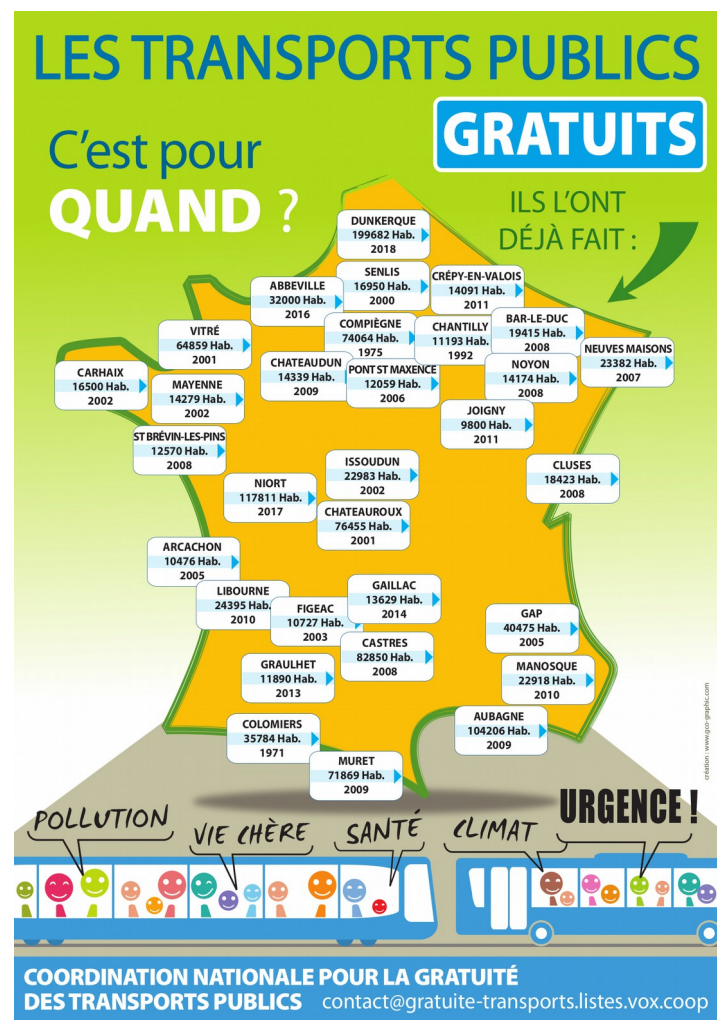 LES TRANSPORTS PUBLICS
GRATUITS
C'est pour
QUAND ?
ILS L'ONT
DÉJÀ FAIT :
DUNKERQUE
199682 Hab.
2018
SENLIS
16950 Hab.
2000
CRÉPY-EN-VALOIS
14091 Hab.
2011
ABBEVILLE
32000 Hab.
2016
COMPIÈGNE
74064 Hab.
1975
CHANTILLY
11193 Hab.
1992
BAR-LE-DUC
19415 Hab.
2008
VITRÉ
64859 Hab.
2001
NEUVES MAISONS
23382 Hab.
2007
CARHAIX
16500 Hab.
2002
MAYENNE
14279 Hab.
2002
CHATEAUDUN
14339 Hab.
2009
PONT ST MAXENCE
12059 Hab.
2006
NOYON
14174 Hab.
2008
JOIGNY
9800 Hab.
2011
ST BRÉVIN-LES-PINS
12570 Hab.
2008
ISSOUDUN
22983 Hab.
2002
CLUSES
18423 Hab.
2008
NIORT
117811 Hab.
2017
CHATEAUROUX
76455 Hab.
2001
ARCACHON
10476 Hab.
2005
LIBOURNE
24395 Hab.
2010
FIGEAC
10727 Hab.
2003
GAILLAC
13629 Hab.
2014
GAP
40475 Hab.
2005
CASTRES
82850 Hab.
2008
GRAULHET
11890 Hab.
2013
MANOSQUE
22918 Hab.
2010
COLOMIERS
35784 Hab.
1971
AUBAGNE
104206 Hab.
2009
MURET
71869 Hab.
2009
création : www.gco-graphic.com
POLLUTION
VIE CHÈRE
SANTÉ
CLIMAT
URGENCE !
COORDINATION NATIONALE POUR LA GRATUITÉ
DES TRANSPORTS PUBLICS contact@gratuite-transports.listes.vox.coop